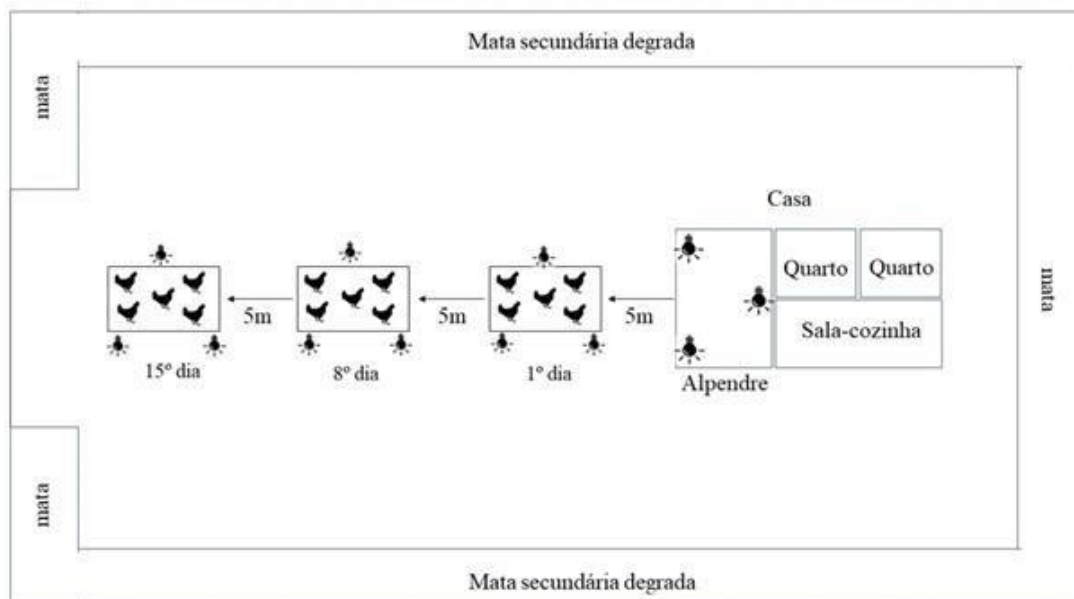 Mata secundária degrada
mata
Casa
Quarto
Quarto
mata
5m
5m
5m
Sala-cozinha
15º dia
8º dia
1º dia
Alpendre
mata
Mata secundária degrada